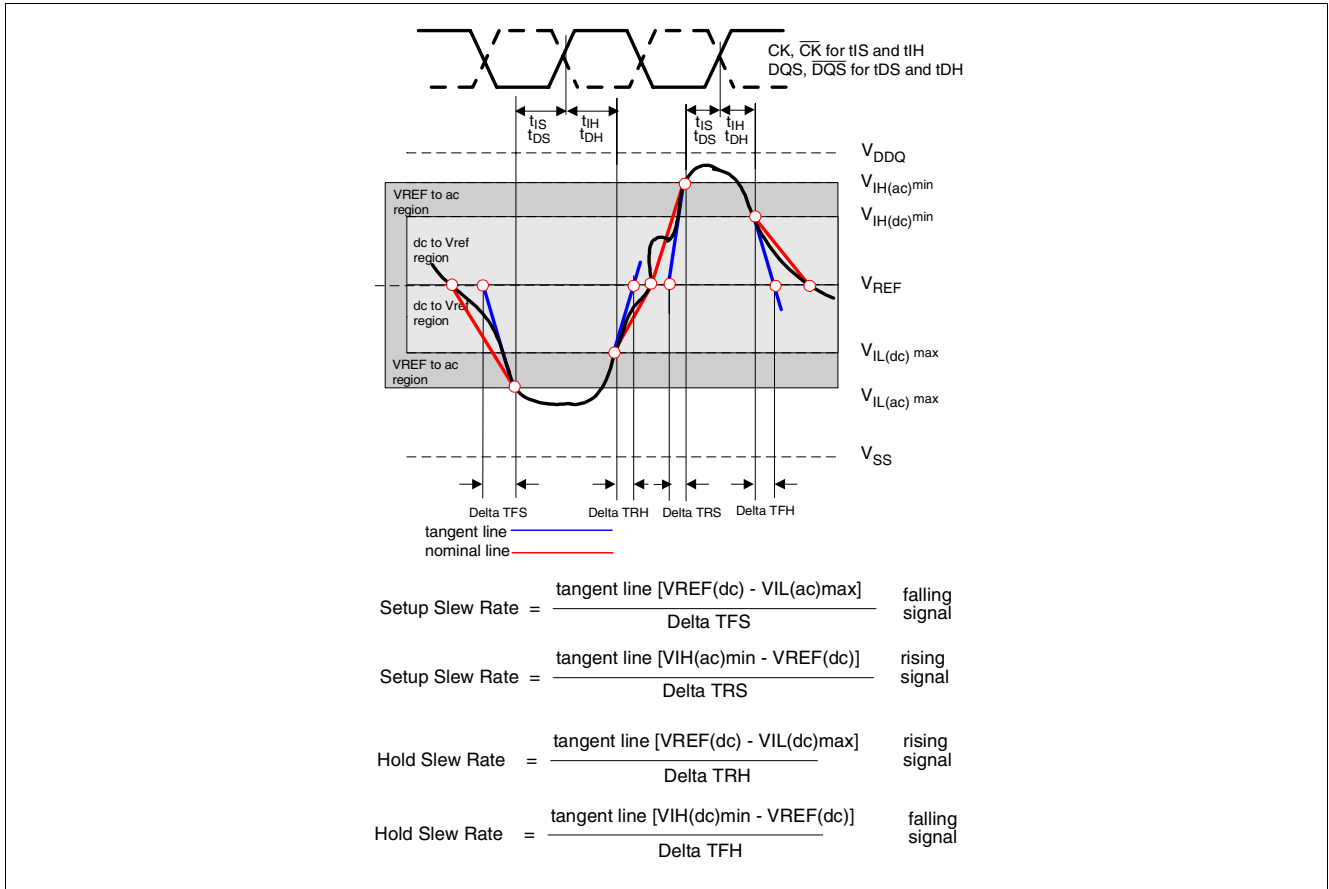 CK, CK for tIS and tIH
DQS, DQS for tDS and tDH
tIS
tDS
tIH
tDH
tIS
tDS
tIH
tDH
VDDQ
VREF to ac
region
VIH(ac)min
VIH(dc)min
dc to Vref
region
VREF
dc to Vref
region
VIL(dc) max
VREF to ac
region
VIL(ac) max
VSS
Delta TFS
Delta TRH
Delta TRS
Delta TFH
tangent line
nominal line
Setup Slew Rate =
tangent line [VREF(dc) - VIL(ac)max]
Delta TFS
falling
signal
Setup Slew Rate =
tangent line [VIH(ac)min - VREF(dc)]
Delta TRS
rising
signal
Hold Slew Rate =
tangent line [VREF(dc) - VIL(dc)max]
Delta TRH
rising
signal
Hold Slew Rate =
tangent line [VIH(dc)min - VREF(dc)]
Delta TFH
falling
signal